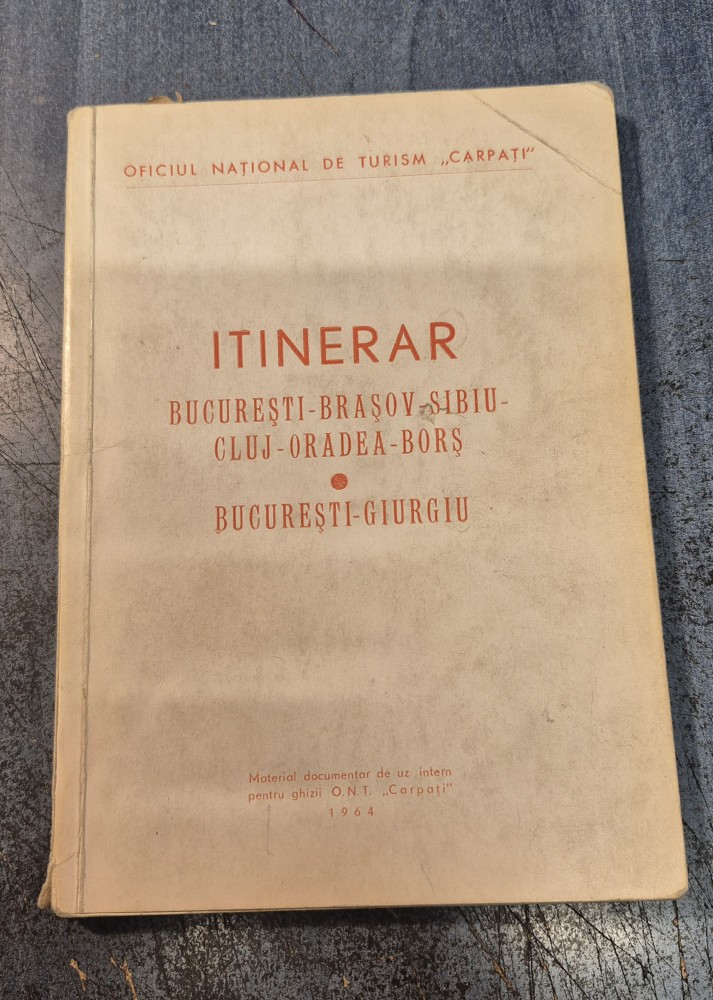 OFICIUL NAȚIONAL DE TURISM „CARPAȚI"
ITINERAR
BUCUREȘTI-BRAȘOV-SIBIU-
CLUJ-ORADEA-BORȘ
BUCUREȘTI-GIURGIU
Material documentar de uz intern
pentru ghizii O.N.T. „Carpați"
1964